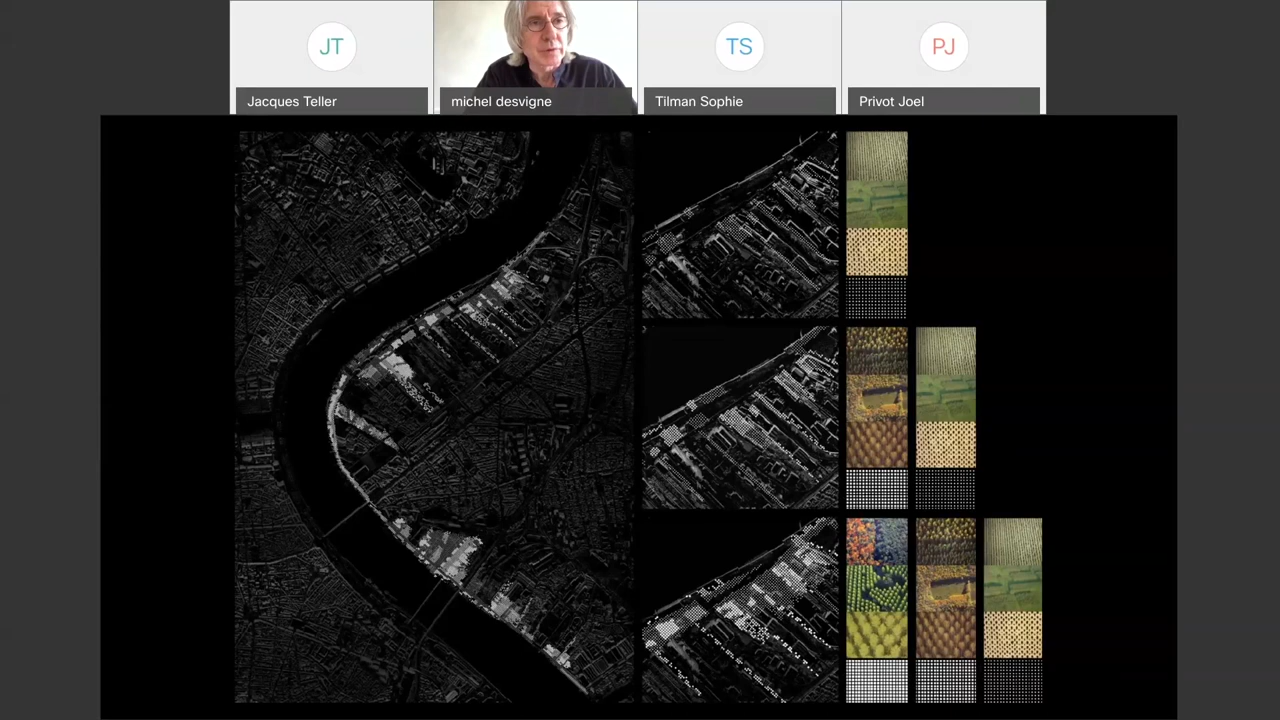 JT
TS
PJ
Jacques Teller
michel desvigne
Tilman Sophie
Privot Joel